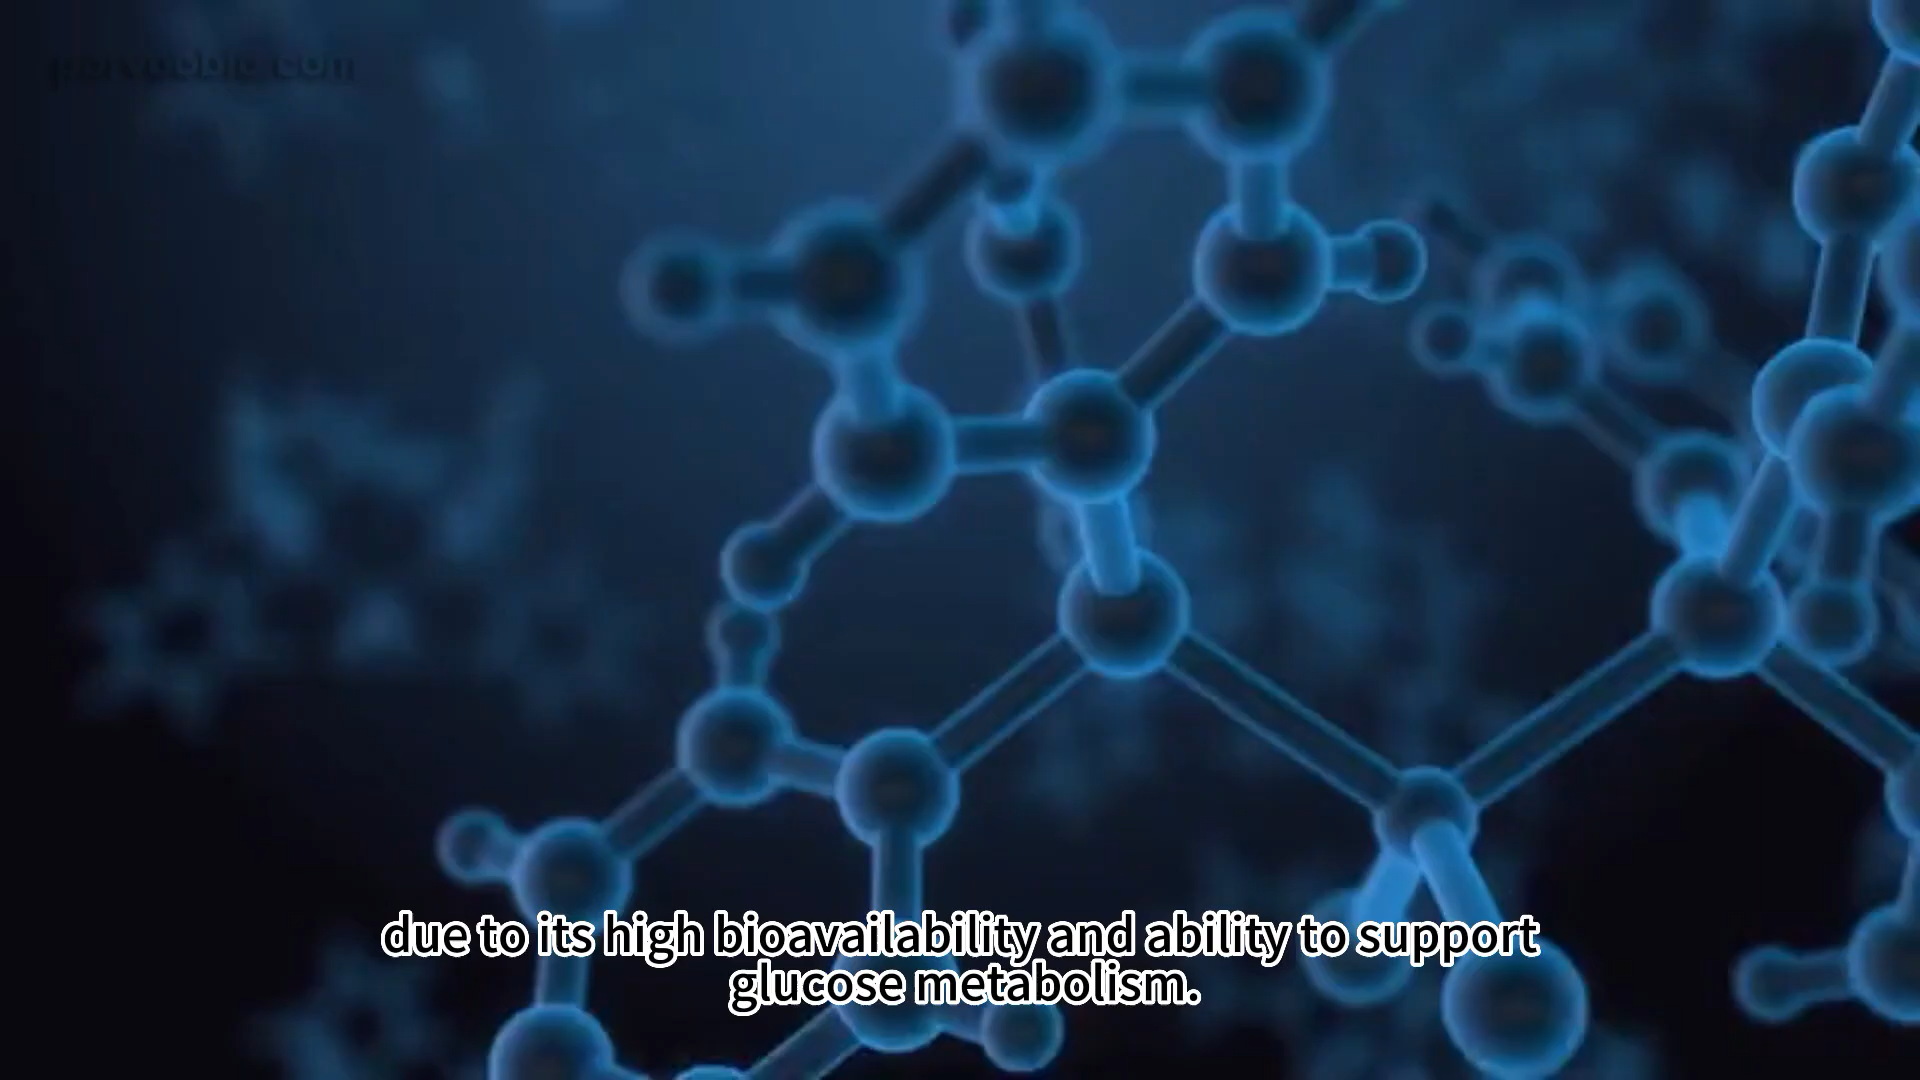 due to its high bioavailability and ability to support
glucose metabolism.